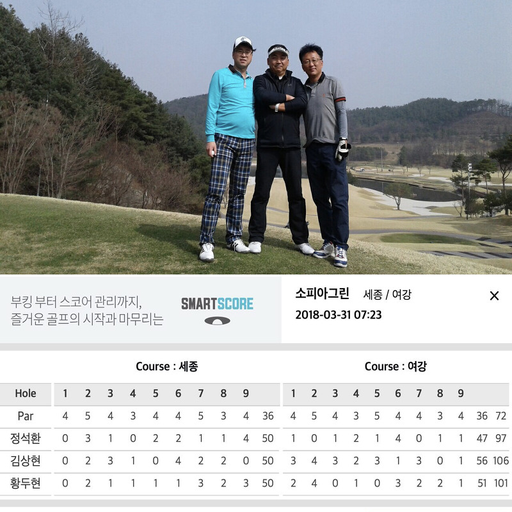 부킹 부터 스코어 관리까지,
즐거운 골프의 시작과 마무리는
SMARTSCORE
소피아그린 세종 / 여강
2018-03-31 07:23
Course : 세종 Course : 여강
Hole 1 2 3 4 5 6 7 8 9 1 2 3 4 5 6 7 8 9
Par 4 5 4 3 4 4 5 3 4 36 4 5 4 3 5 4 4 3 4 36 72
정석환 0 3 1 0 2 2 1 1 4 50 1 0 1 2 1 4 0 1 1 47 97
김상현 0 2 3 1 0 4 2 2 0 50 3 4 3 2 3 1 3 0 1 56 106
황두현 0 2 1 1 1 1 3 2 3 50 2 4 0 1 0 3 2 2 1 51 101